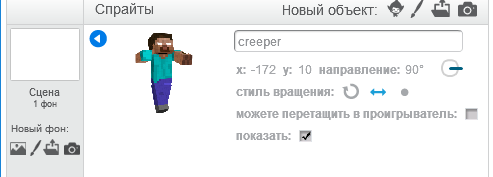 Спрайты
Новый объект:
creeper
x: -172 y: 10 направление: 90°
стиль вращения:
можете перетащить в проигрыватель:
показать:
Сцена
1 фон
Новый фон: